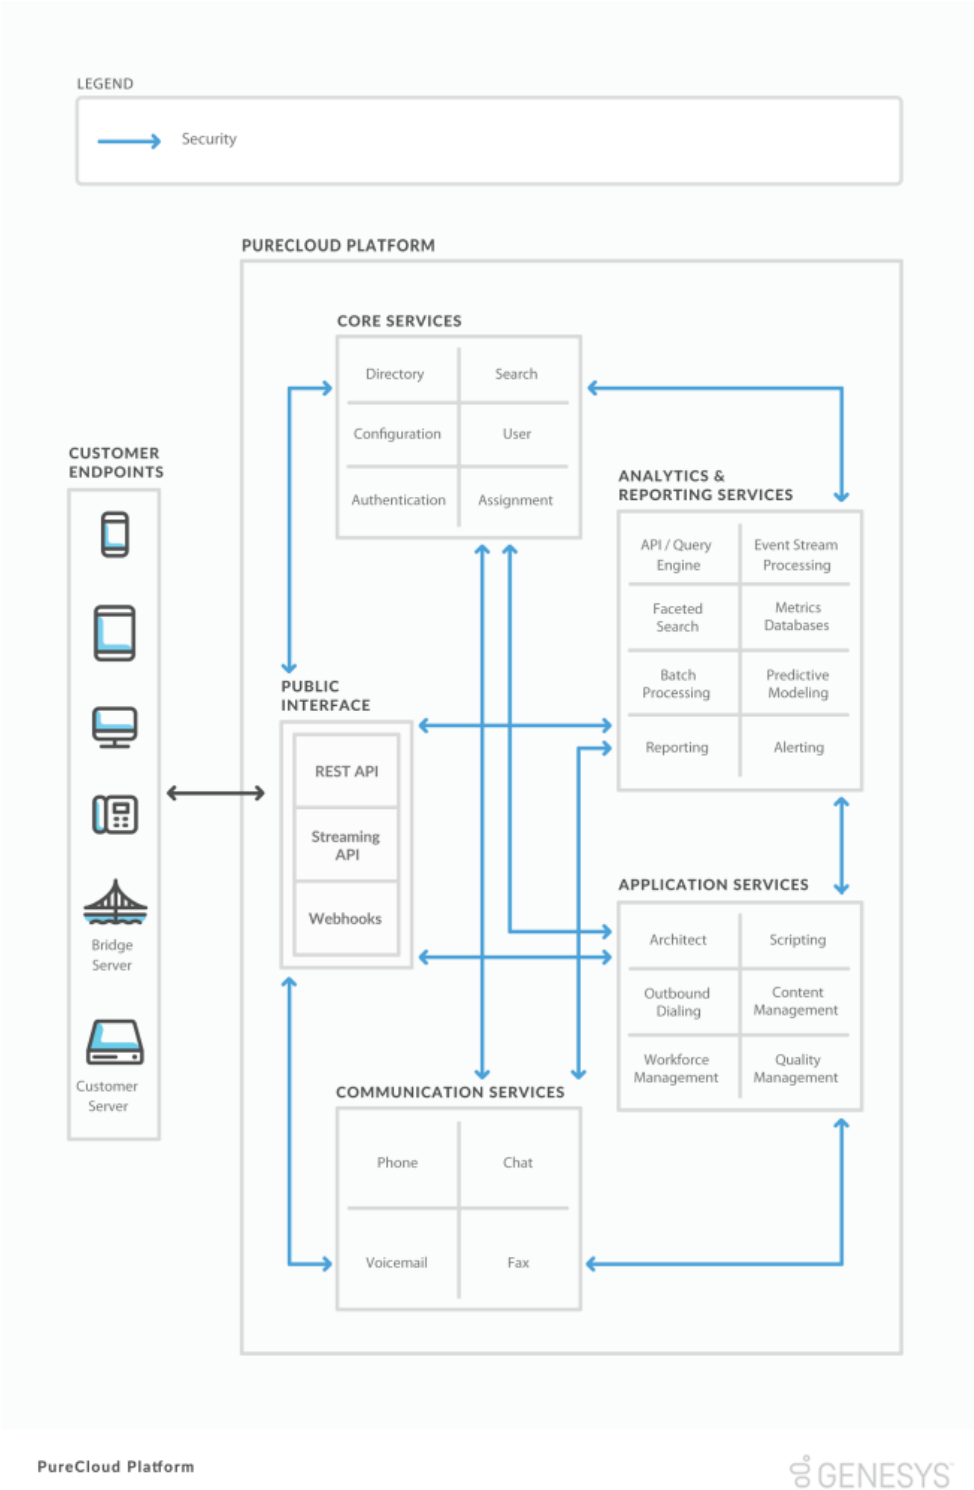 LEGEND
Security
PURECLOUD PLATFORM
CORE SERVICES
Directory
Search
Configuration
User
Authentication
Assignment
CUSTOMER
ENDPOINTS
Bridge
Server
Customer
Server
ANALYTICS &
REPORTING SERVICES
API / Query
Engine
Event Stream
Processing
Faceted
Search
Metrics
Databases
Batch
Processing
Predictive
Modeling
Reporting
Alerting
PUBLIC
INTERFACE
REST API
Streaming
API
Webhooks
APPLICATION SERVICES
Architect
Scripting
Outbound
Dialing
Content
Management
Workforce
Management
Quality
Management
COMMUNICATION SERVICES
Phone
Chat
Voicemail
Fax
PureCloud Platform
GENESYS